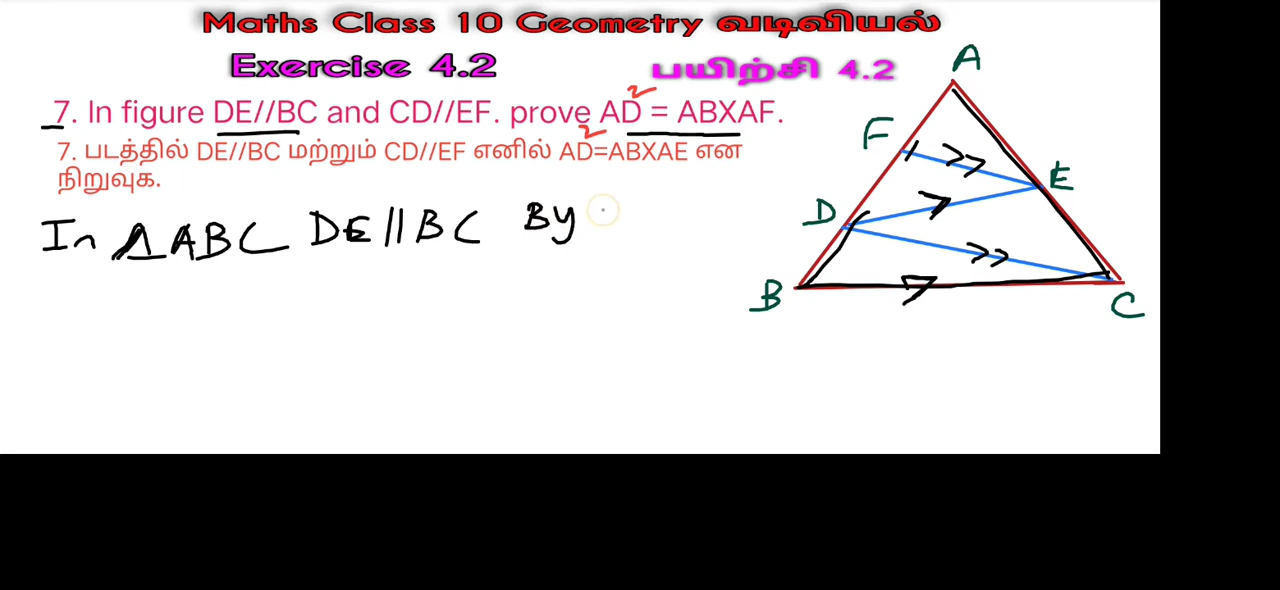 Maths Class 10 Geometry வடிவியல்
Exercise 4.2 பயிற்சி 4.2
7. In figure DE//BC and CD//EF. prove AD² = ABXAF.
7. படத்தில் DE//BC மற்றும் CD//EF எனில் AD²=ABXAE என
நிறுவுக.
In ΔABC DE//BC By
A
F
E
D
B
C